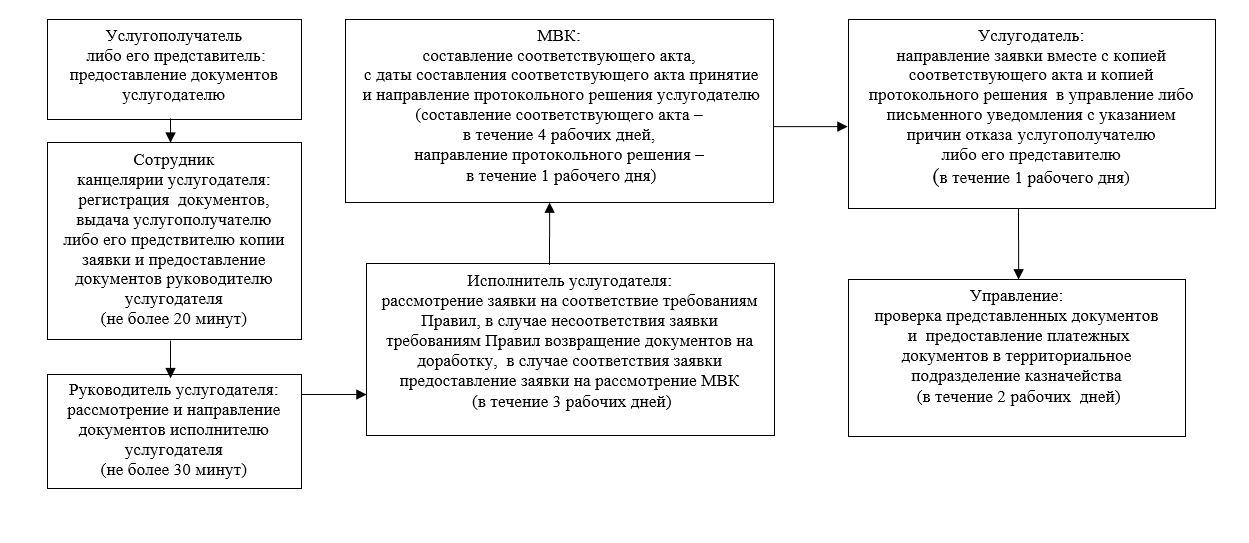 Услугополучатель
либо его представитель:
предоставление документов
услугодателю
Сотрудник
канцелярии услугодателя:
регистрация документов,
выдача услугополучателю
либо его предствителю копии
заявки и предоставление
документов руководителю
услугодателя
(не более 20 минут)
Руководитель услугодателя:
рассмотрение и направление
документов исполнителю
услугодателя
(не более 30 минут)
Исполнитель услугодателя:
рассмотрение заявки на соответствие требованиям
Правил, в случае несоответствия заявки
требованиям Правил возвращение документов на
доработку, в случае соответствия заявки
предоставление заявки на рассмотрение МВК
(в течение 3 рабочих дней)
МВК:
составление соответствующего акта,
с даты составления соответствующего акта принятие
и направление протокольного решения услугодателю
(составление соответствующего акта –
в течение 4 рабочих дней,
направление протокольного решения –
в течение 1 рабочего дня)
Услугодатель:
направление заявки вместе с копией
соответствующего акта и копией
протокольного решения в управление либо
письменного уведомления с указанием
причин отказа услугополучателю
либо его представителю
(в течение 1 рабочего дня)
Управление:
проверка представленных документов
и предоставление платежных
документов в территориальное
подразделение казначейства
(в течение 2 рабочих дней)